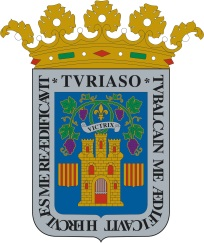 TVRIASO
VICTRIX
TVBALCAIN ME ÆDIFICAVIT
HERCVLES ME REÆDIFICAVIT